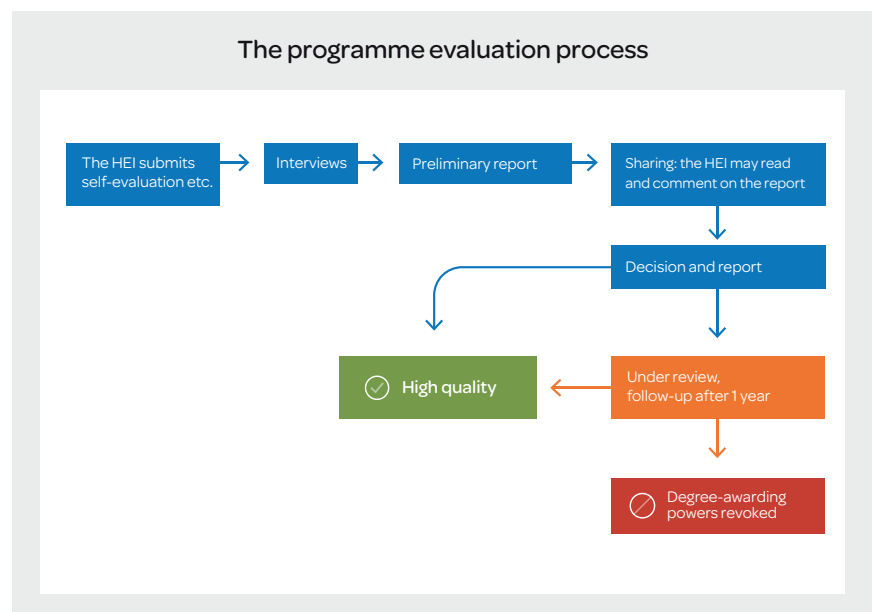 The programme evaluation process
The HEI submits
self-evaluation etc.
Interviews
Preliminary report
Sharing: the HEI may read
and comment on the report
Decision and report
High quality
Under review,
follow-up after 1 year
Degree-awarding
powers revoked